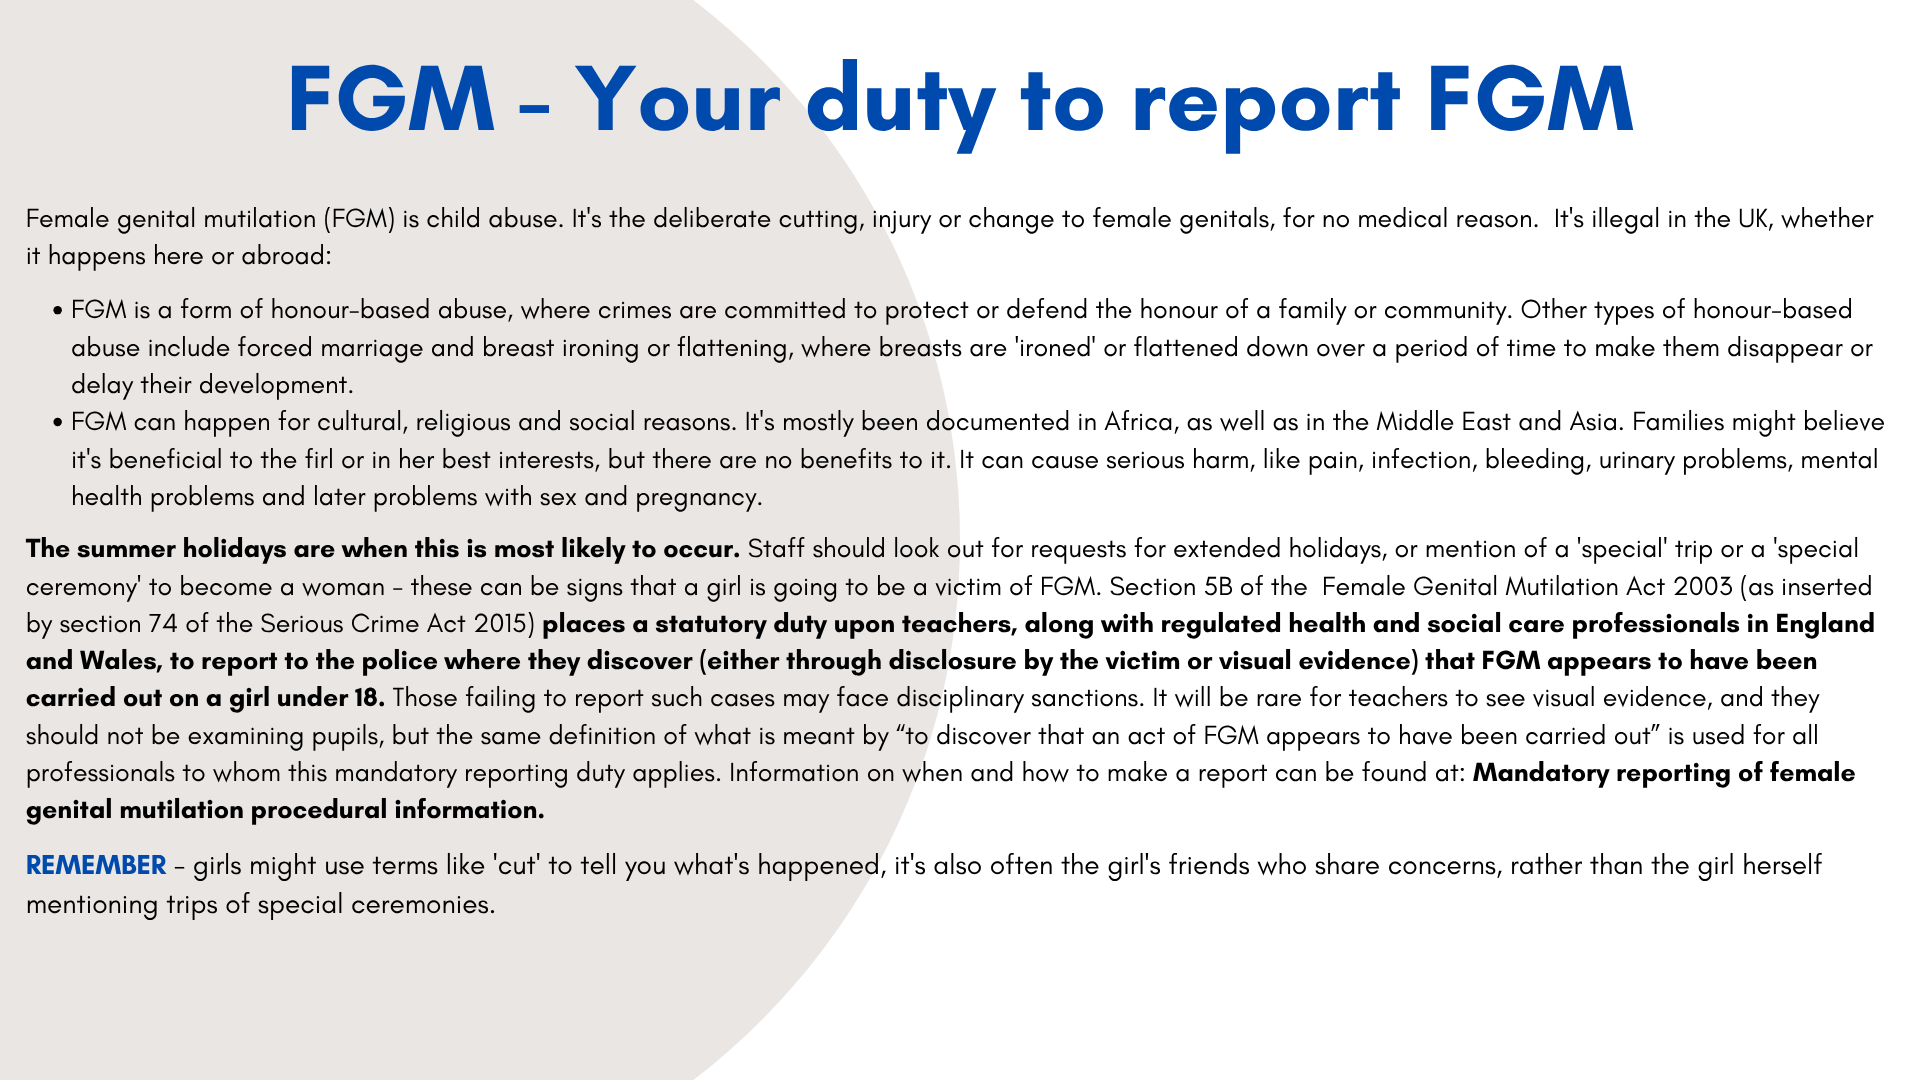 FGM - Your duty to report FGM
Female genital mutilation (FGM) is child abuse. It's the deliberate cutting, injury or change to female genitals, for no medical reason.  It's illegal in the UK, whether
it happens here or abroad:
• FGM is a form of honour-based abuse, where crimes are committed to protect or defend the honour of a family or community. Other types of honour-based
abuse include forced marriage and breast ironing or flattening, where breasts are 'ironed' or flattened down over a period of time to make them disappear or
delay their development.
• FGM can happen for cultural, religious and social reasons. It's mostly been documented in Africa, as well as in the Middle East and Asia. Families might believe
it's beneficial to the firl or in her best interests, but there are no benefits to it. It can cause serious harm, like pain, infection, bleeding, urinary problems, mental
health problems and later problems with sex and pregnancy.
The summer holidays are when this is most likely to occur. Staff should look out for requests for extended holidays, or mention of a 'special' trip or a 'special
ceremony' to become a woman - these can be signs that a girl is going to be a victim of FGM. Section 5B of the  Female Genital Mutilation Act 2003 (as inserted
by section 74 of the Serious Crime Act 2015) places a statutory duty upon teachers, along with regulated health and social care professionals in England
and Wales, to report to the police where they discover (either through disclosure by the victim or visual evidence) that FGM appears to have been
carried out on a girl under 18. Those failing to report such cases may face disciplinary sanctions. It will be rare for teachers to see visual evidence, and they
should not be examining pupils, but the same definition of what is meant by “to discover that an act of FGM appears to have been carried out” is used for all
professionals to whom this mandatory reporting duty applies. Information on when and how to make a report can be found at: Mandatory reporting of female
genital mutilation procedural information.
REMEMBER - girls might use terms like 'cut' to tell you what's happened, it's also often the girl's friends who share concerns, rather than the girl herself
mentioning trips of special ceremonies.